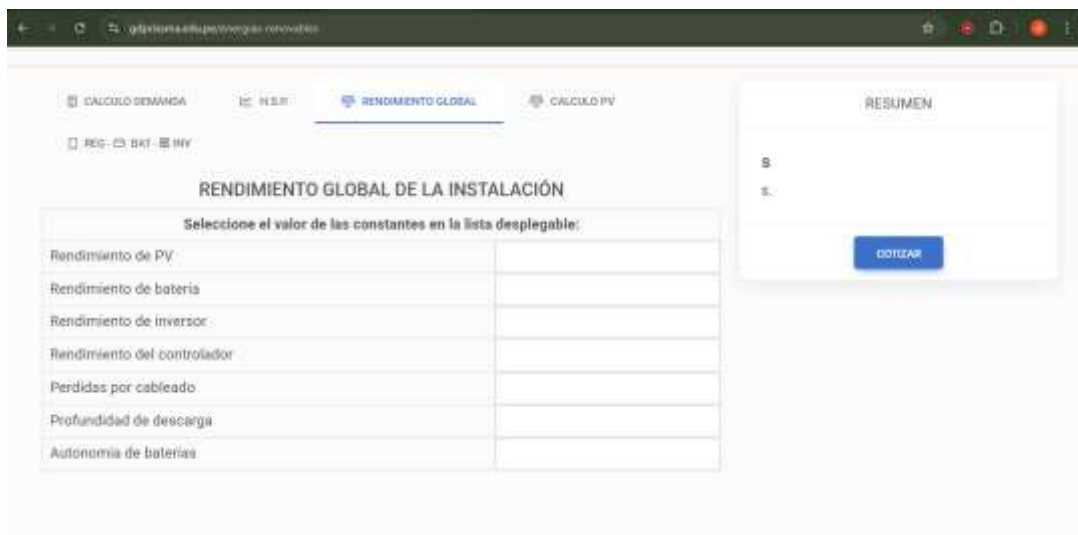 CALCULO DEMANDA
H.S.P.
RENDIMIENTO GLOBAL
CALCULO PV
REG - BAT - INV
RENDIMIENTO GLOBAL DE LA INSTALACIÓN
Seleccione el valor de las constantes en la lista desplegable:
Rendimiento de PV
Rendimiento de bateria
Rendimiento de inversor
Rendimiento del controlador
Perdidas por cableado
Profundidad de descarga
Autonomia de baterias
RESUMEN
S
S.
COTIZAR